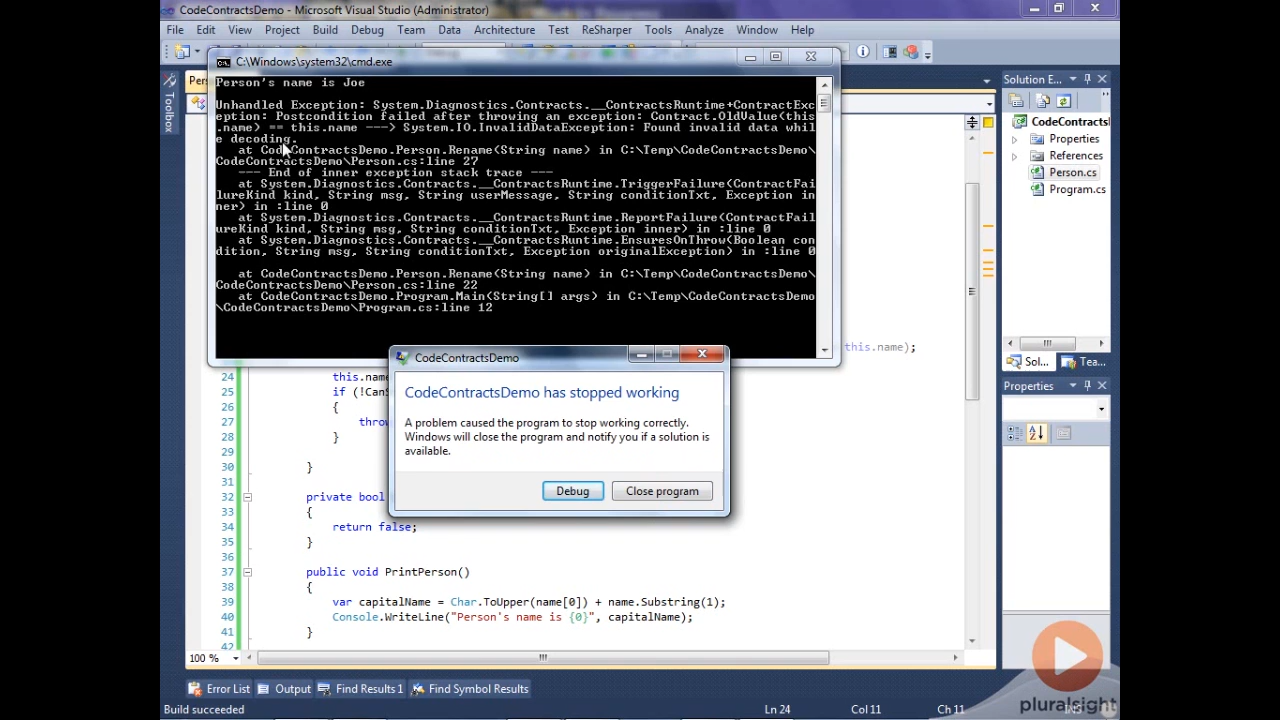 CodeContractsDemo - Microsoft Visual Studio (Administrator)
File Edit View Project Build Debug Team Data Architecture Test ReSharper Tools Analyze Window Help
C:\Windows\system32\cmd.exe
Person's name is Joe
Unhandled Exception: System.Diagnostics.Contracts.__ContractsRuntime+ContractExc
eption: Postcondition failed after throwing an exception: Contract.OldValue(this
.name) == this.name ---> System.IO.InvalidDataException: Found invalid data whil
e decoding.
at CodeContractsDemo.Person.Rename(String name) in C:\Temp\CodeContractsDemo\
CodeContractsDemo\Person.cs:line 27
--- End of inner exception stack trace ---
at System.Diagnostics.Contracts.__ContractsRuntime.TriggerFailure(ContractFai
lureKind kind, String msg, String userMessage, String conditionTxt, Exception in
ner) in :line 0
at System.Diagnostics.Contracts.__ContractsRuntime.ReportFailure(ContractFail
ureKind kind, String msg, String conditionTxt, Exception inner) in :line 0
at System.Diagnostics.Contracts.__ContractsRuntime.EnsuresOnThrow(Boolean con
dition, String msg, String conditionTxt, Exception originalException) in :line 0
at CodeContractsDemo.Person.Rename(String name) in C:\Temp\CodeContractsDemo\
CodeContractsDemo\Person.cs:line 22
at CodeContractsDemo.Program.Main(String[] args) in C:\Temp\CodeContractsDemo
\CodeContractsDemo\Program.cs:line 12
Toolbox
Per
this.name);
24 this.nam
25 if (!CanS
26 {
27 throw
28 }
29
30 }
31
32 private bool
33 {
34 return false;
35 }
36
37 public void PrintPerson()
38 {
39 var capitalName = Char.ToUpper(name[0]) + name.Substring(1);
40 Console.WriteLine("Person's name is {0}", capitalName);
41 }
42
CodeContractsDemo
CodeContractsDemo has stopped working
A problem caused the program to stop working correctly.
Windows will close the program and notify you if a solution is
available.
Debug Close program
Solution E...
CodeContracts
Properties
References
Person.cs
Program.cs
Sol... Tea...
Properties
100 %
Error List Output Find Results 1 Find Symbol Results
Build succeeded Ln 24 Col 11 Ch 11 INS
pluralsight